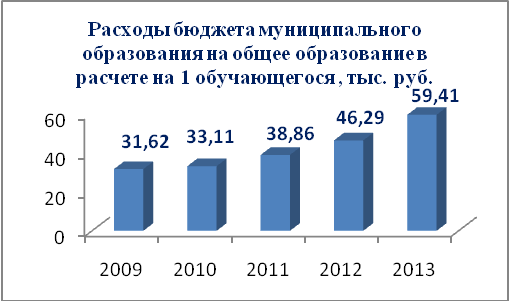 Расходы бюджета муниципального
образования на общее образование в
расчете на 1 обучающегося, тыс. руб.
59,41
46,29
38,86
33,11
31,62
60
40
20
0
2009 2010 2011 2012 2013